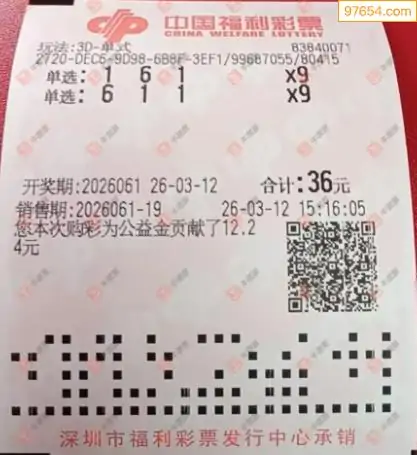 97654.com
中国福利彩票
CHINA WELFARE LOTTERY
玩法:3D-单式 83840071
2720-DEC5-9D98-6B8F-3EF1/99687055/80415
单选: 1 6 1 x9
单选: 6 1 1 x9
开奖期:2026061 26-03-12 合计:36元
销售期:2026061-19 26-03-12 15:16:05
您本次购彩为公益金贡献了12.2
4元
深圳市福利彩票发行中心承销